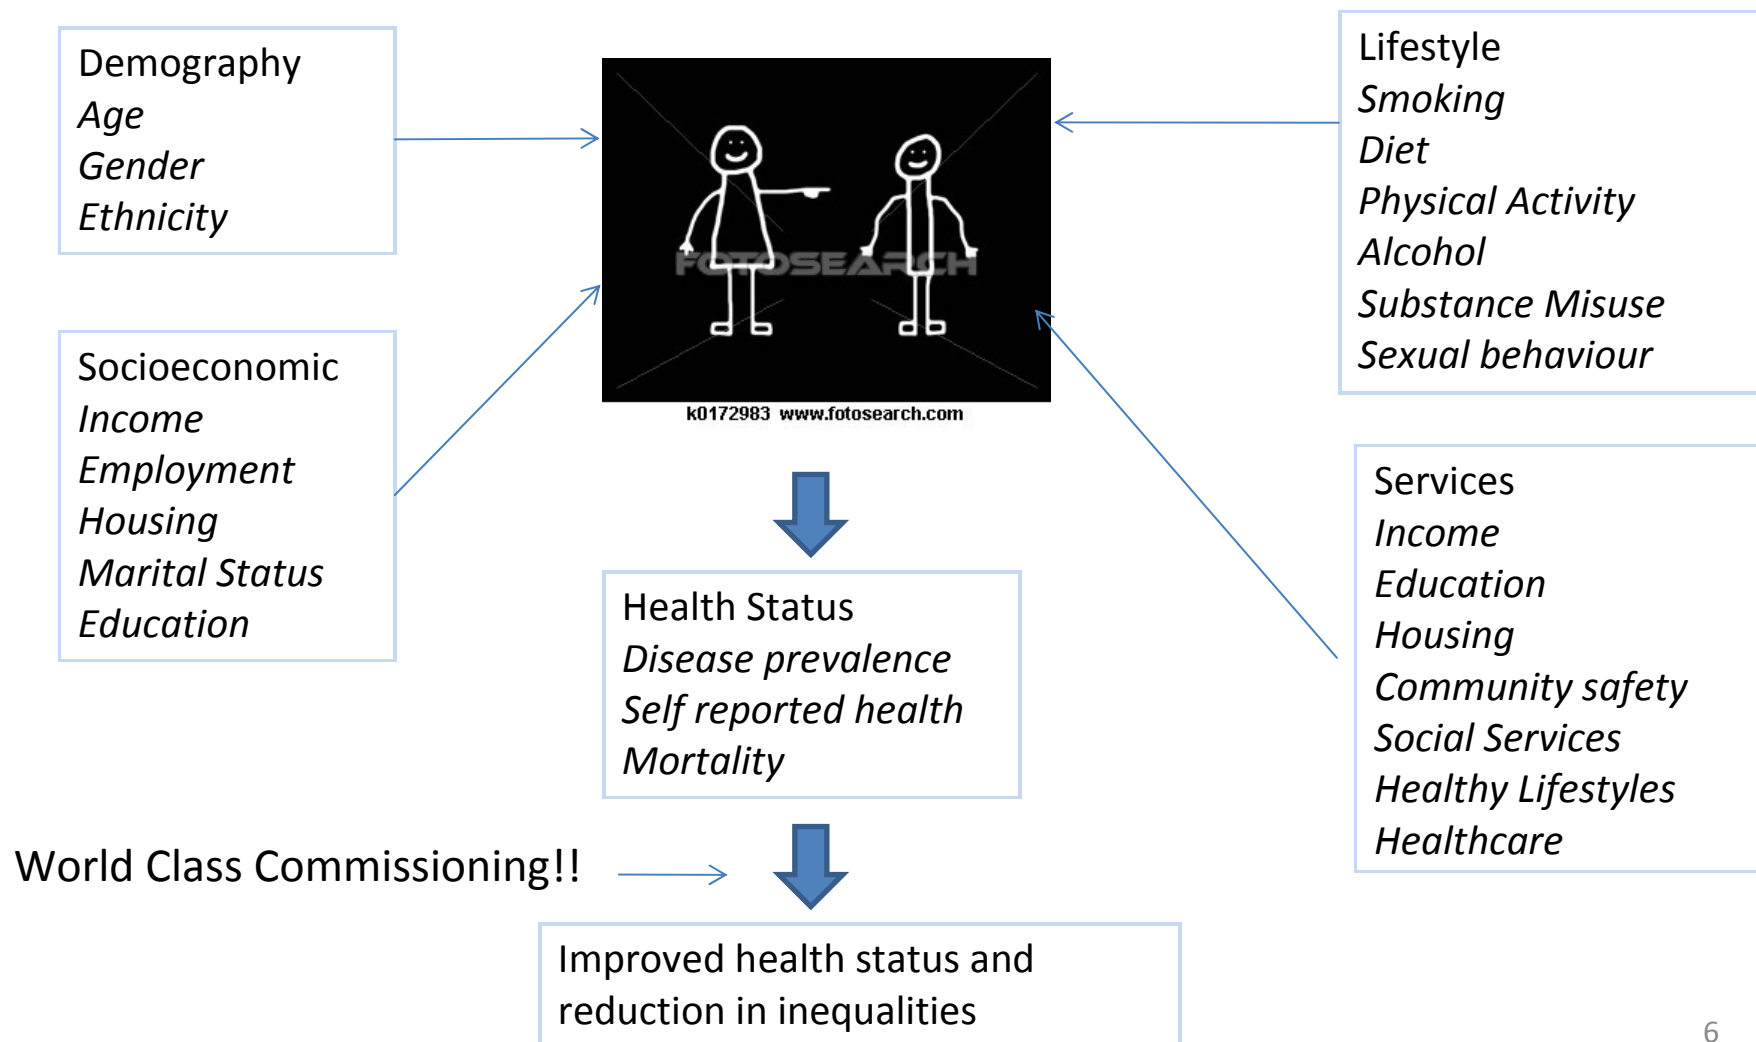 Demography
Age
Gender
Ethnicity
Socioeconomic
Income
Employment
Housing
Marital Status
Education
FOTOSEARCH
k0172983 www.fotosearch.com
Lifestyle
Smoking
Diet
Physical Activity
Alcohol
Substance Misuse
Sexual behaviour
Services
Income
Education
Housing
Community safety
Social Services
Healthy Lifestyles
Healthcare
Health Status
Disease prevalence
Self reported health
Mortality
World Class Commissioning!!
Improved health status and
reduction in inequalities
6